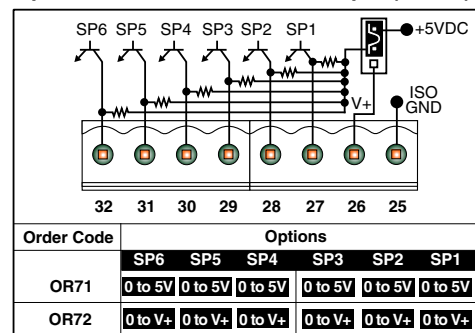 SP6 SP5 SP4 SP3 SP2 SP1
+5VDC
V+
ISO
GND
32 31 30 29 28 27 26 25
Order Code Options
SP6 SP5 SP4 SP3 SP2 SP1
OR71 0 to 5V 0 to 5V 0 to 5V 0 to 5V 0 to 5V 0 to 5V
OR72 0 to V+ 0 to V+ 0 to V+ 0 to V+ 0 to V+ 0 to V+